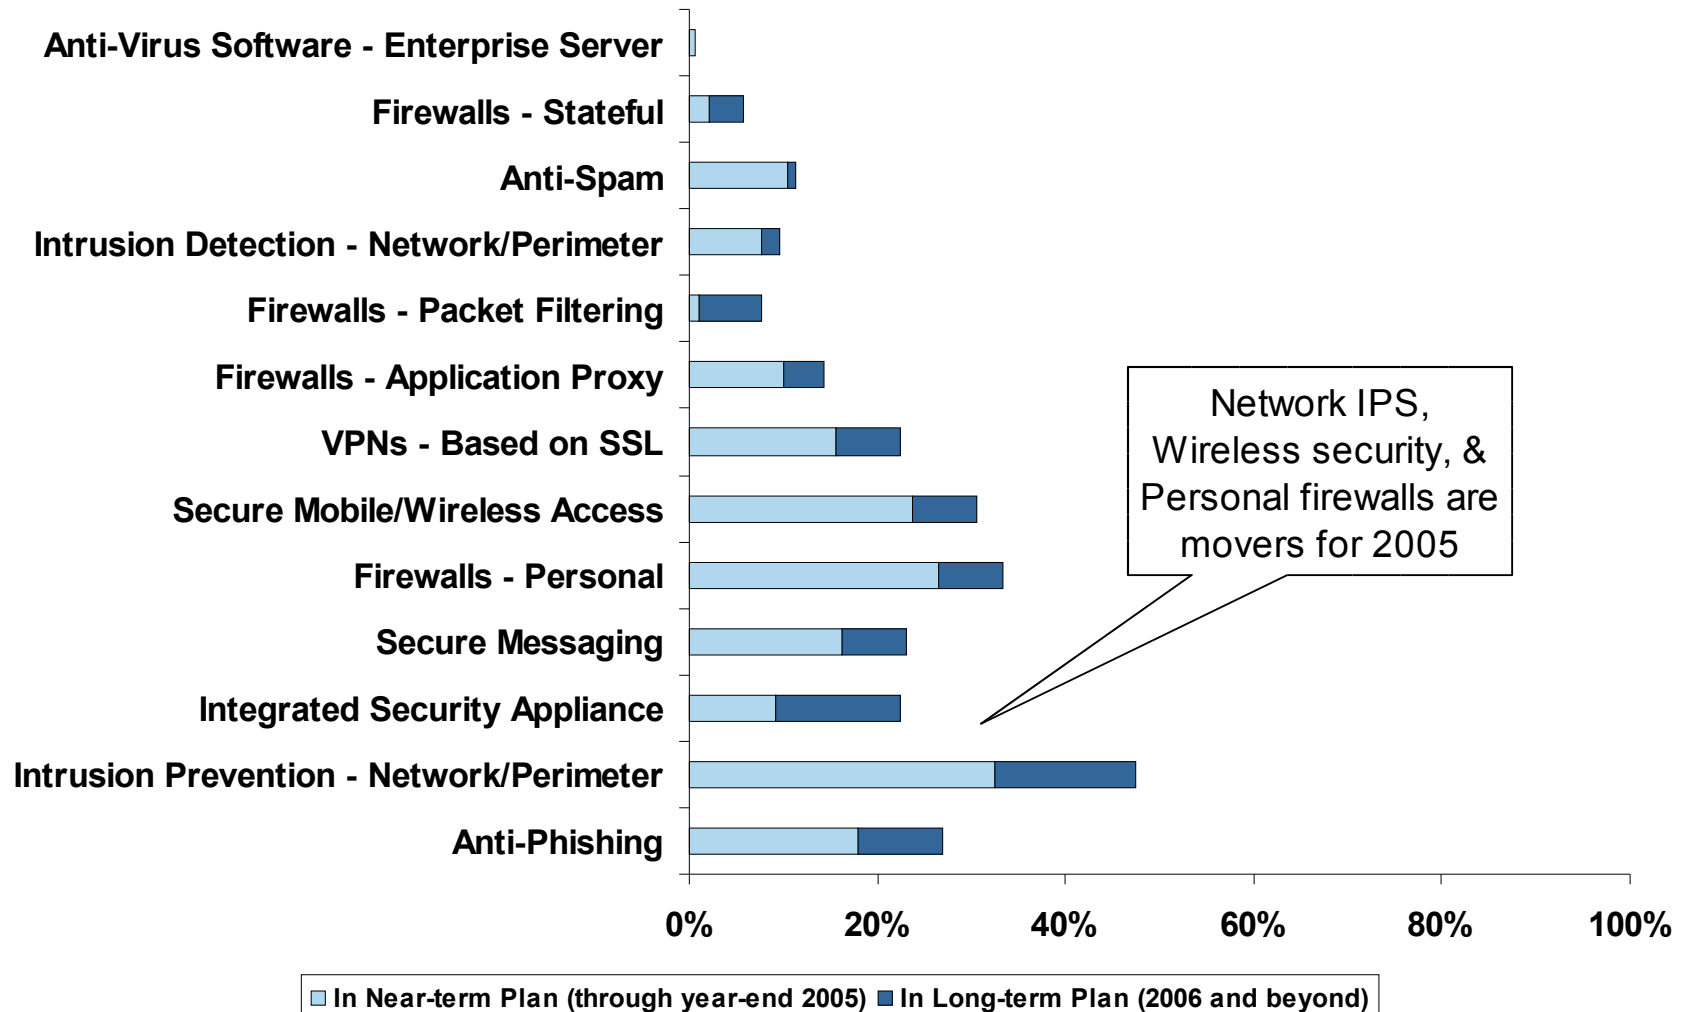 Anti-Virus Software - Enterprise Server
Firewalls - Stateful
Anti-Spam
Intrusion Detection - Network/Perimeter
Firewalls - Packet Filtering
Firewalls - Application Proxy
VPNs - Based on SSL
Secure Mobile/Wireless Access
Firewalls - Personal
Secure Messaging
Integrated Security Appliance
Intrusion Prevention - Network/Perimeter
Anti-Phishing
Network IPS,
Wireless security, &
Personal firewalls are
movers for 2005
0% 20% 40% 60% 80% 100%
In Near-term Plan (through year-end 2005) In Long-term Plan (2006 and beyond)